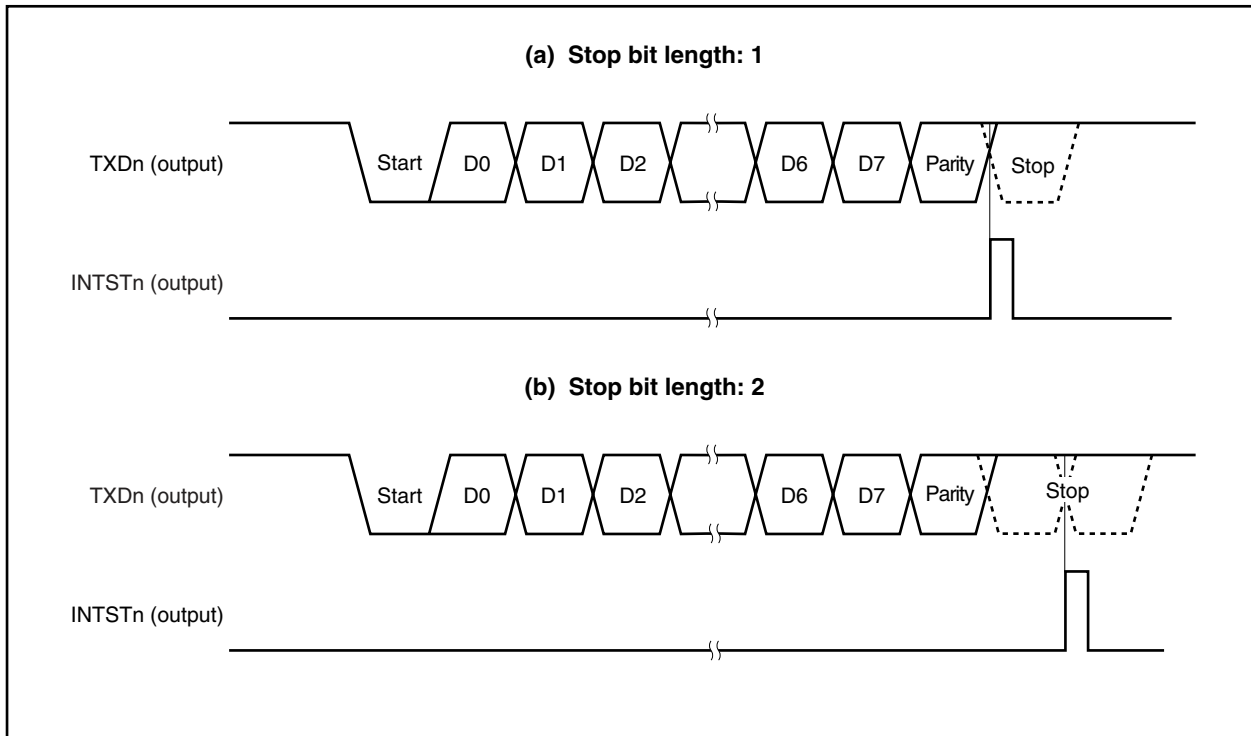 (a) Stop bit length: 1
TXDn (output) Start D0 D1 D2 D6 D7 Parity Stop
INTSTn (output)
(b) Stop bit length: 2
TXDn (output) Start D0 D1 D2 D6 D7 Parity Stop
INTSTn (output)